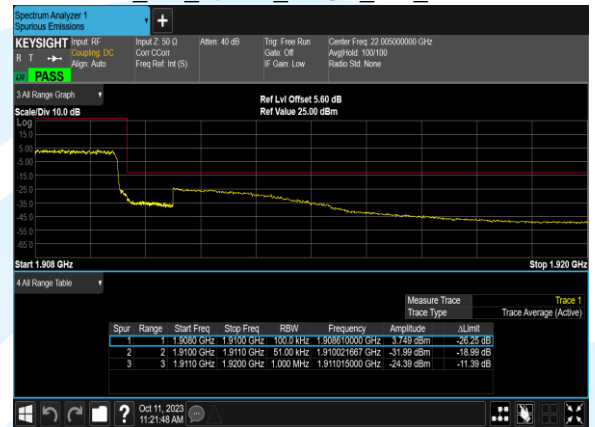 Spectrum Analyzer 1
Spurious Emissions
KEYSIGHT Input: RF Input Z: 50 Ω Atten: 40 dB Trig: Free Run Center Freq: 22.005000000 GHz
R T Coupling: DC Corr CCorr Gate: Off Avg|Hold: 100/100
Align: Auto Freq Ref: Int (S) IF Gain: Low Radio Std: None
LV PASS
3 All Range Graph
Ref Lvl Offset 5.60 dB
Scale/Div 10.0 dB Ref Value 25.00 dBm
Log
15.0
5.00
-5.00
-15.0
-25.0
-35.0
-45.0
-55.0
-65.0
Start 1.908 GHz Stop 1.920 GHz
4 All Range Table
Measure Trace Trace 1
Trace Type Trace Average (Active)
Spur Range Start Freq Stop Freq RBW Frequency Amplitude ΔLimit
1 1 1.9080 GHz 1.9100 GHz 100.0 kHz 1.908610000 GHz 3.749 dBm -26.25 dB
2 2 1.9100 GHz 1.9110 GHz 51.00 kHz 1.910021667 GHz -31.99 dBm -18.99 dB
3 3 1.9110 GHz 1.9200 GHz 1.000 MHz 1.911015000 GHz -24.39 dBm -11.39 dB
Oct 11, 2023
11:21:48 AM